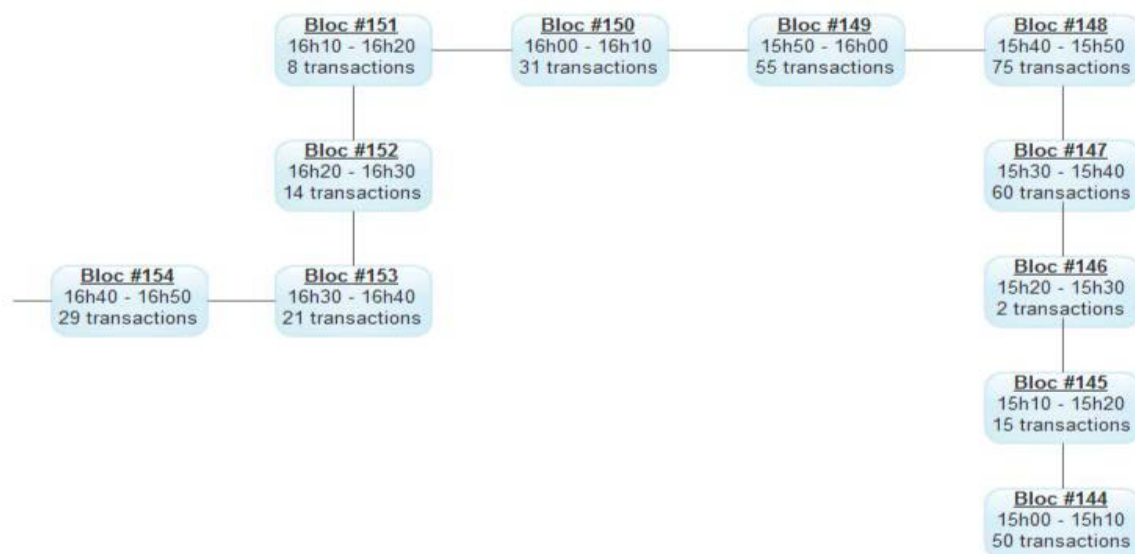 Bloc #151
16h10 - 16h20
8 transactions
Bloc #150
16h00 - 16h10
31 transactions
Bloc #149
15h50 - 16h00
55 transactions
Bloc #148
15h40 - 15h50
75 transactions
Bloc #152
16h20 - 16h30
14 transactions
Bloc #147
15h30 - 15h40
60 transactions
Bloc #154
16h40 - 16h50
29 transactions
Bloc #153
16h30 - 16h40
21 transactions
Bloc #146
15h20 - 15h30
2 transactions
Bloc #145
15h10 - 15h20
15 transactions
Bloc #144
15h00 - 15h10
50 transactions